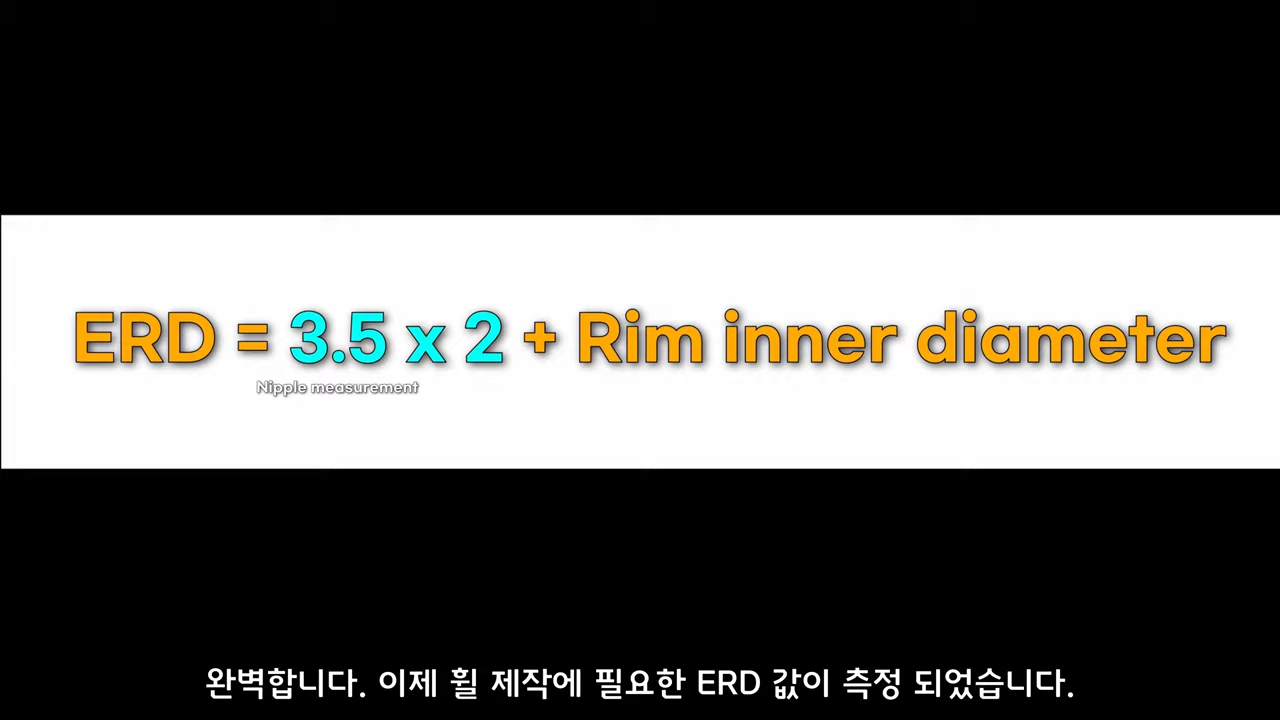 ERD = 3.5 x 2 + Rim inner diameter
Nipple measurement
완벽합니다. 이제 휠 제작에 필요한 ERD 값이 측정 되었습니다.